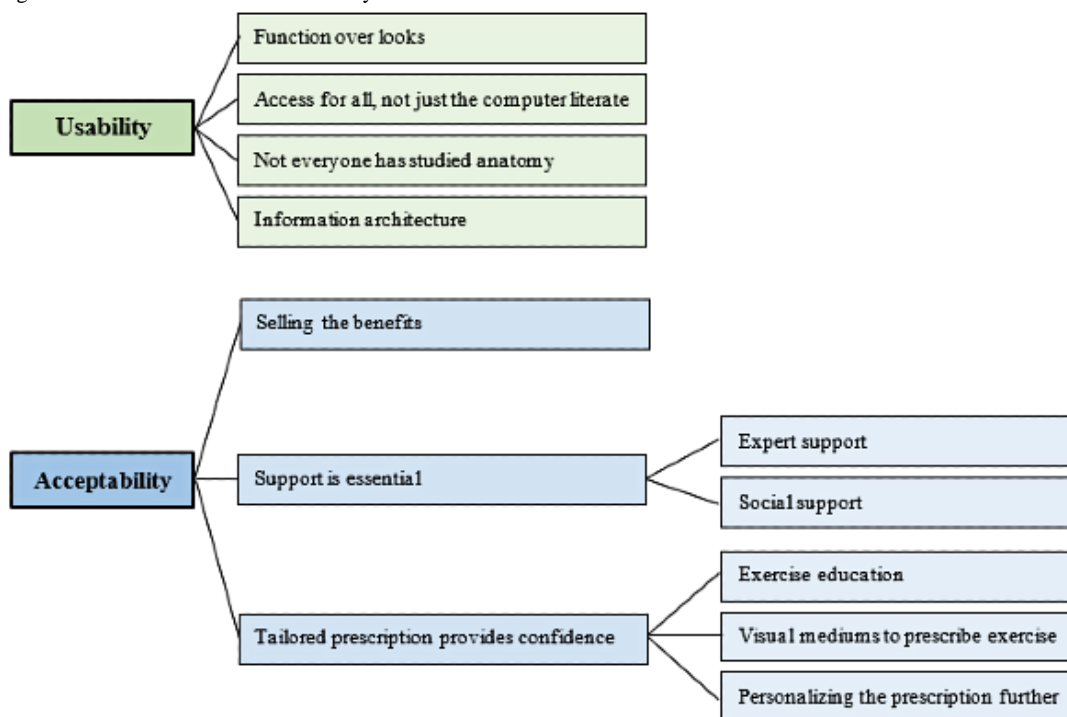 Usability
Function over looks
Access for all, not just the computer literate
Not everyone has studied anatomy
Information architecture
Acceptability
Selling the benefits
Support is essential
Expert support
Social support
Tailored prescription provides confidence
Exercise education
Visual mediums to prescribe exercise
Personalizing the prescription further